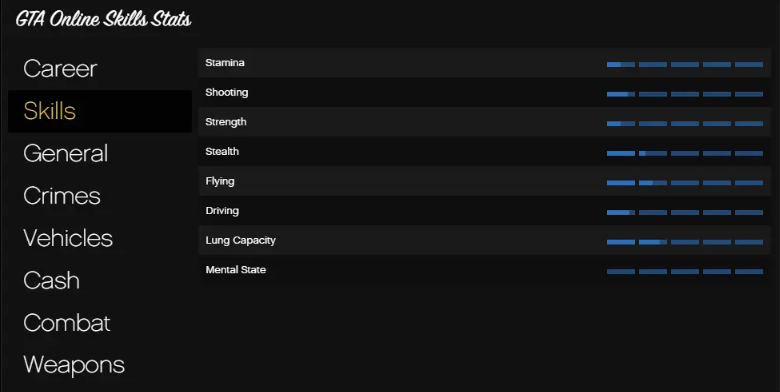 GTA Online Skills Stats
Career
Skills
General
Crimes
Vehicles
Cash
Combat
Weapons
Stamina
Shooting
Strength
Stealth
Flying
Driving
Lung Capacity
Mental State